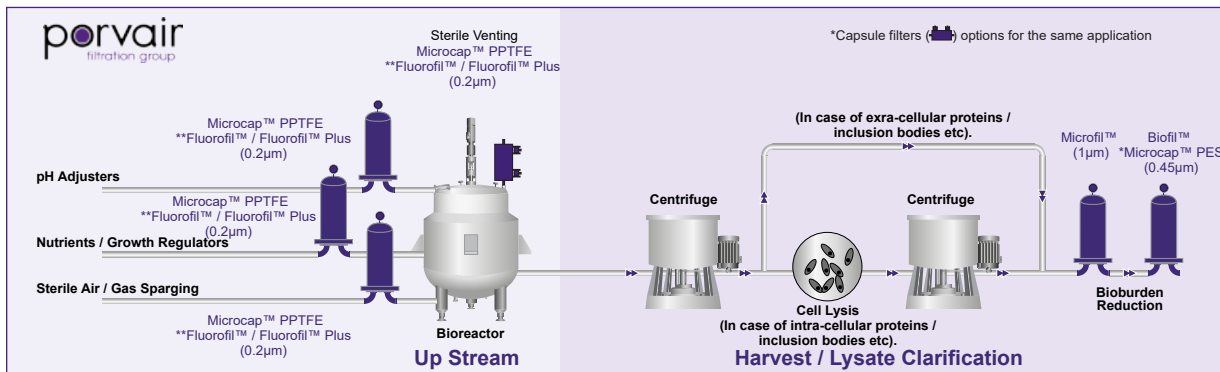 porvair
filtration group
Sterile Venting
Microcap™ PPTFE
**Fluorofil™ / Fluorofil™ Plus
(0.2µm)
*Capsule filters ( ) options for the same application
Microcap™ PPTFE
**Fluorofil™ / Fluorofil™ Plus
(0.2µm)
pH Adjusters
Microcap™ PPTFE
**Fluorofil™ / Fluorofil™ Plus
(0.2µm)
Nutrients / Growth Regulators
Sterile Air / Gas Sparging
Microcap™ PPTFE
**Fluorofil™ / Fluorofil™ Plus
(0.2µm)
Bioreactor
Up Stream
(In case of exra-cellular proteins /
inclusion bodies etc).
Centrifuge
Centrifuge
Cell Lysis
(In case of intra-cellular proteins /
inclusion bodies etc).
Microfil™
(1µm)
Biofil™
*Microcap™ PES
(0.45µm)
Bioburden
Reduction
Harvest / Lysate Clarification